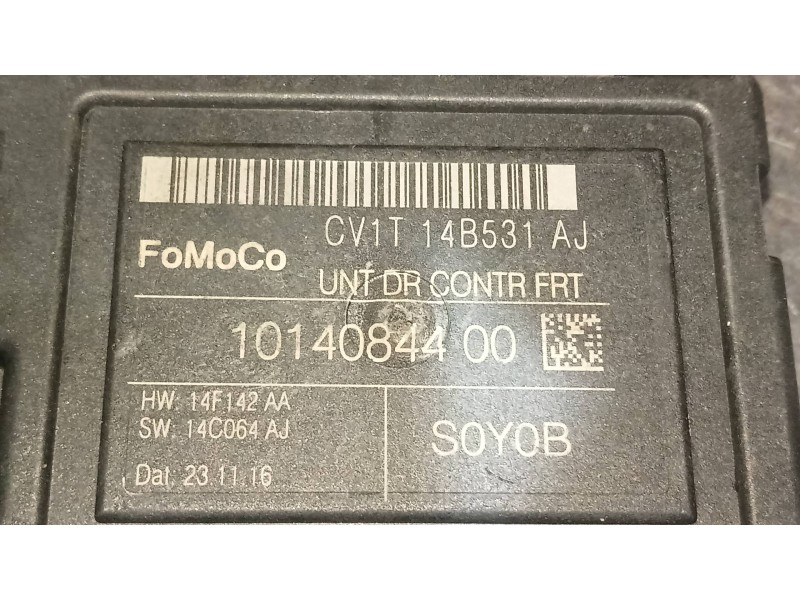 CV1T 14B531 AJ
FoMoCo
UNT DR CONTR FRT
10140844 00
HW: 14F142 AA
SW: 14C064 AJ
S0Y0B
Dat: 23.11.16